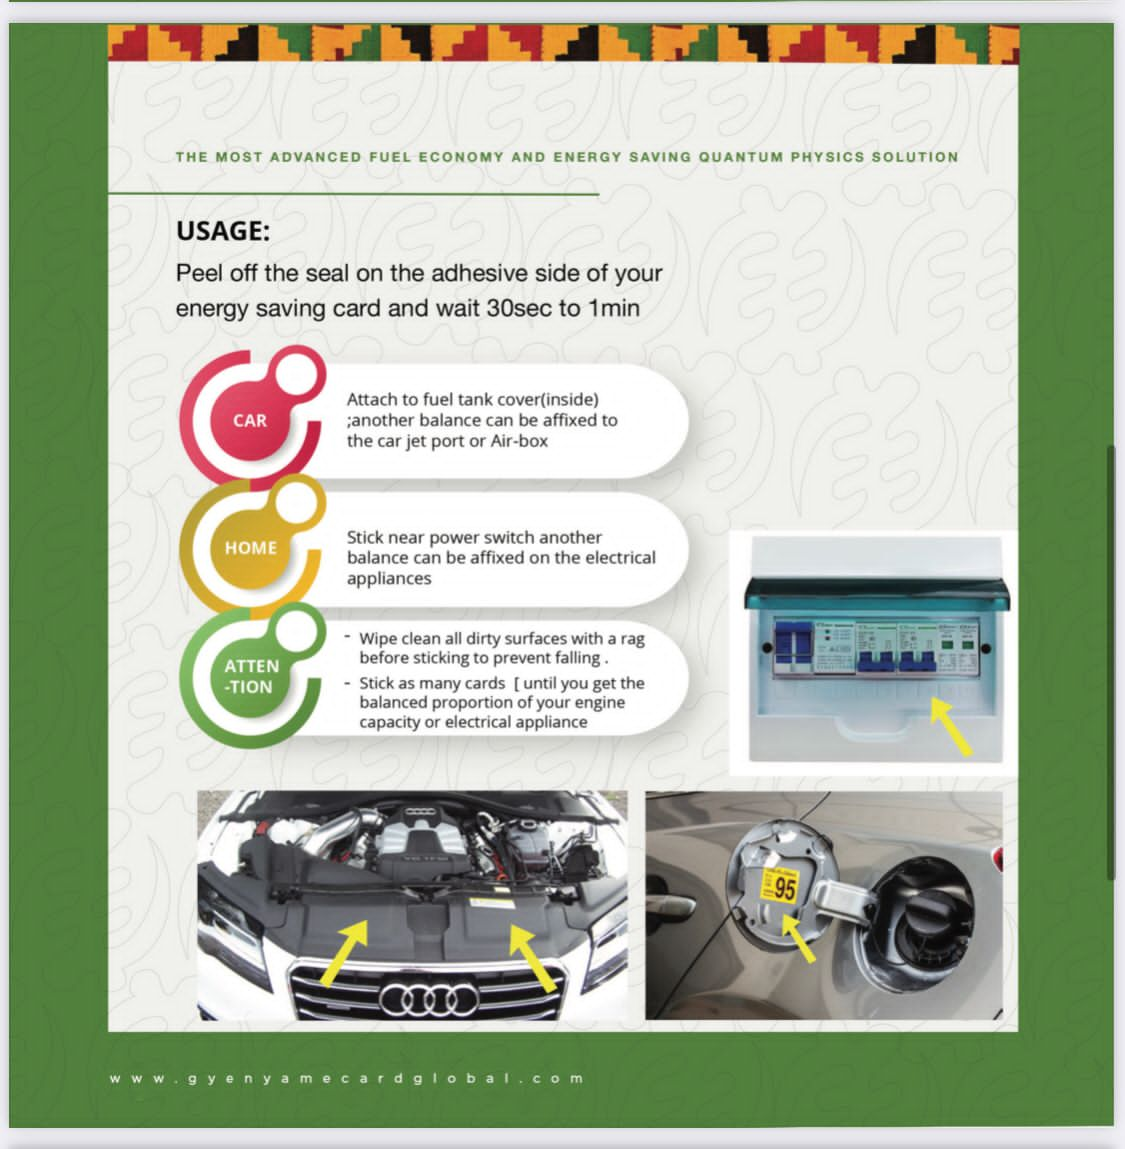 THE MOST ADVANCED FUEL ECONOMY AND ENERGY SAVING QUANTUM PHYSICS SOLUTION
USAGE:
Peel off the seal on the adhesive side of your
energy saving card and wait 30sec to 1min
CAR
Attach to fuel tank cover(inside)
;another balance can be affixed to
the car jet port or Air-box
HOME
Stick near power switch another
balance can be affixed on the electrical
appliances
ATTEN
-TION
- Wipe clean all dirty surfaces with a rag
before sticking to prevent falling .
- Stick as many cards [ until you get the
balanced proportion of your engine
capacity or electrical appliance
95
www.gyenyamecardglobal.com